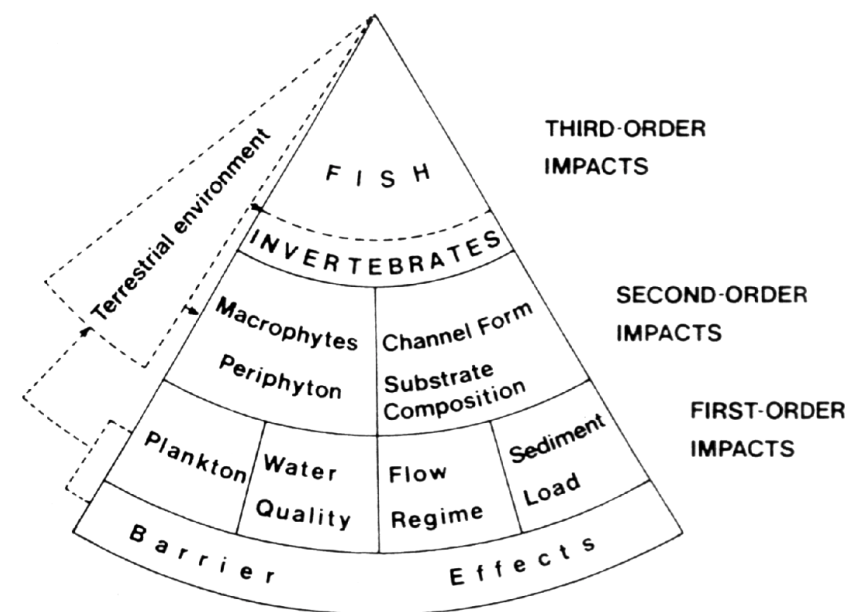 THIRD-ORDER
IMPACTS
FISH
Terrestrial environment
INVERTEBRATES
SECOND-ORDER
IMPACTS
Macrophytes
Periphyton
Channel Form
Substrate
Composition
FIRST-ORDER
IMPACTS
Plankton
Water
Quality
Flow
Regime
Sediment
Load
Barrier Effects